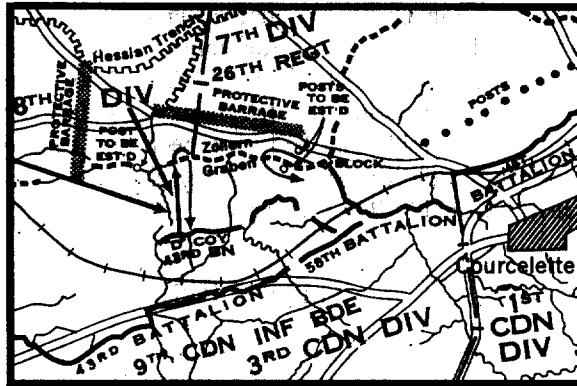 Hessian Trench
7TH DIV
26TH REGT
8TH
DIV
PROTECTIVE
BARRAGE
PROTECTIVE
BARRAGE
POSTS
TO BE
EST'D
POSTS
POST
TO BE
EST'D
Zollern
Graben
BLOCK
1ST
BATTALION
'D' COY
43RD BN
58TH BATTALION
Courcelette
43RD BATTALION
9TH CDN INF BDE
3RD CDN DIV
1ST
CDN
DIV